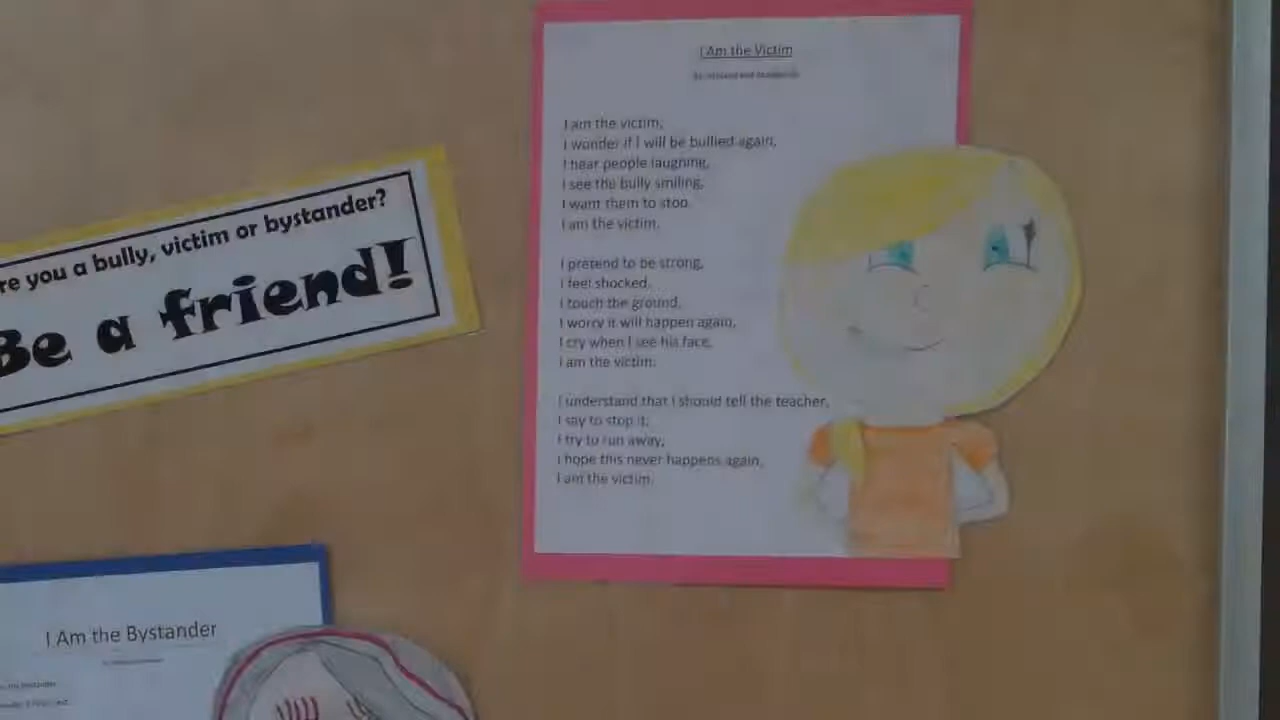 re you a bully, victim or bystander?
Be a friend!
I Am the Victim
I am the victim,
I wonder if I will be bullied again,
I hear people laughing,
I see the bully smiling,
I want them to stop.
I am the victim.
I pretend to be strong,
I feel shocked,
I touch the ground,
I worry it will happen again,
I cry when I see his face,
I am the victim.
I understand that I should tell the teacher,
I say to stop it,
I try to run away,
I hope this never happens again,
I am the victim.
I Am the Bystander